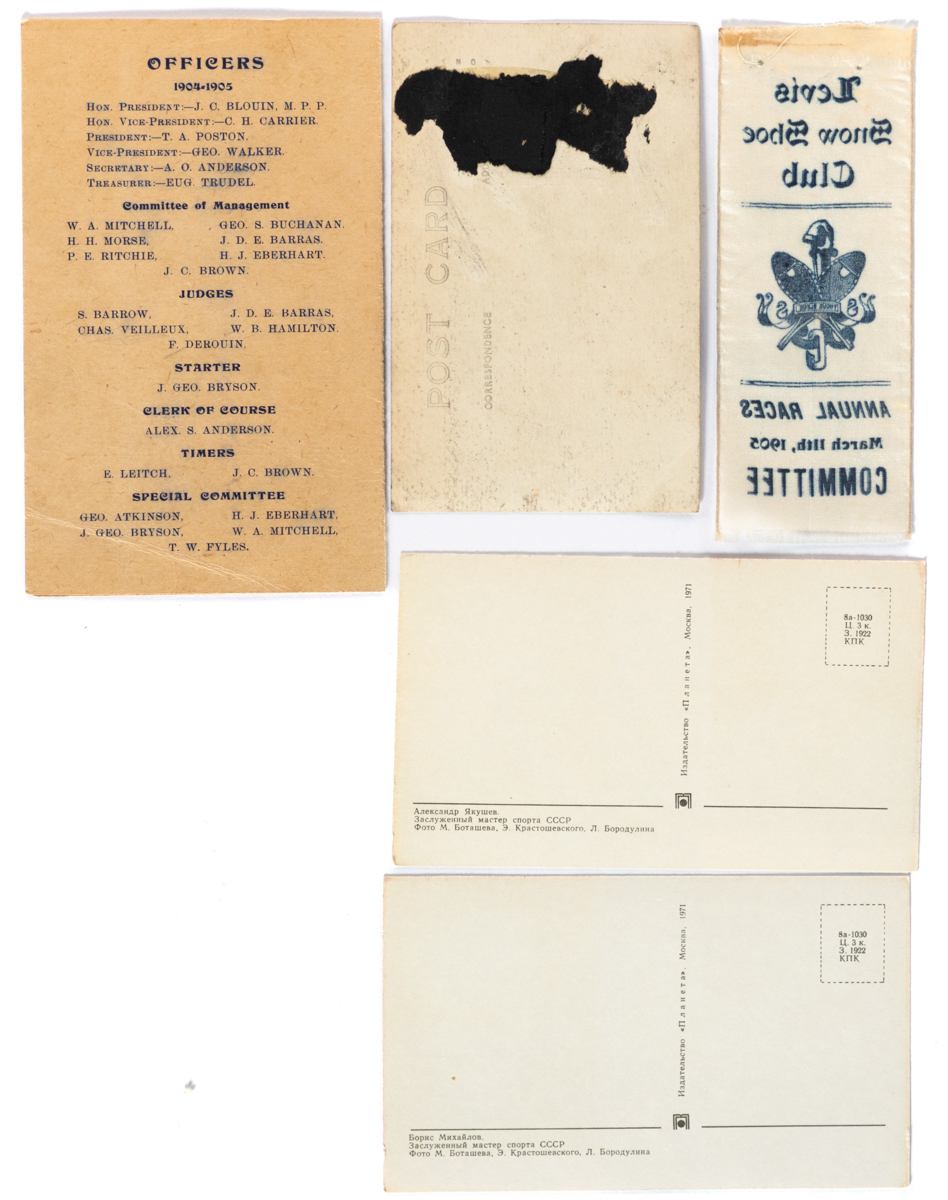 OFFICERS
1904-1905
HON. PRESIDENT:—J. C. BLOUIN, M. P. P.
HON. VICE-PRESIDENT:—C. H. CARRIER.
PRESIDENT:—T. A. POSTON.
VICE-PRESIDENT:—GEO. WALKER.
SECRETARY:—A. O. ANDERSON.
TREASURER:—EUG. TRUDEL.
Committee of Management
W. A. MITCHELL, GEO. S. BUCHANAN.
H. H. MORSE, J. D. E. BARRAS.
P. E. RITCHIE, H. J. EBERHART.
J. C. BROWN.
JUDGES
S. BARROW, J. D. E. BARRAS,
CHAS. VEILLEUX, W. B. HAMILTON.
F. DEROUIN.
STARTER
J. GEO. BRYSON.
CLERK OF COURSE
ALEX. S. ANDERSON.
TIMERS
E. LEITCH, J. C. BROWN.
SPECIAL COMMITTEE
GEO. ATKINSON, H. J. EBERHART,
J. GEO. BRYSON, W. A. MITCHELL,
T. W. FYLES.
POST CARD
CORRESPONDENCE
Levis
Snow Shoe
Club
ANNUAL RACES
March 11th, 1905
COMMITTEE
Издательство «Планета», Москва, 1971
8а-1030
Ц. 3 к.
З. 1922
КПК
Александр Якушев.
Заслуженный мастер спорта СССР
Фото М. Боташева, Э. Крастошевского, Л. Бородулина
Издательство «Планета», Москва, 1971
8а-1030
Ц. 3 к.
З. 1922
КПК
Борис Михайлов.
Заслуженный мастер спорта СССР
Фото М. Боташева, Э. Крастошевского, Л. Бородулина